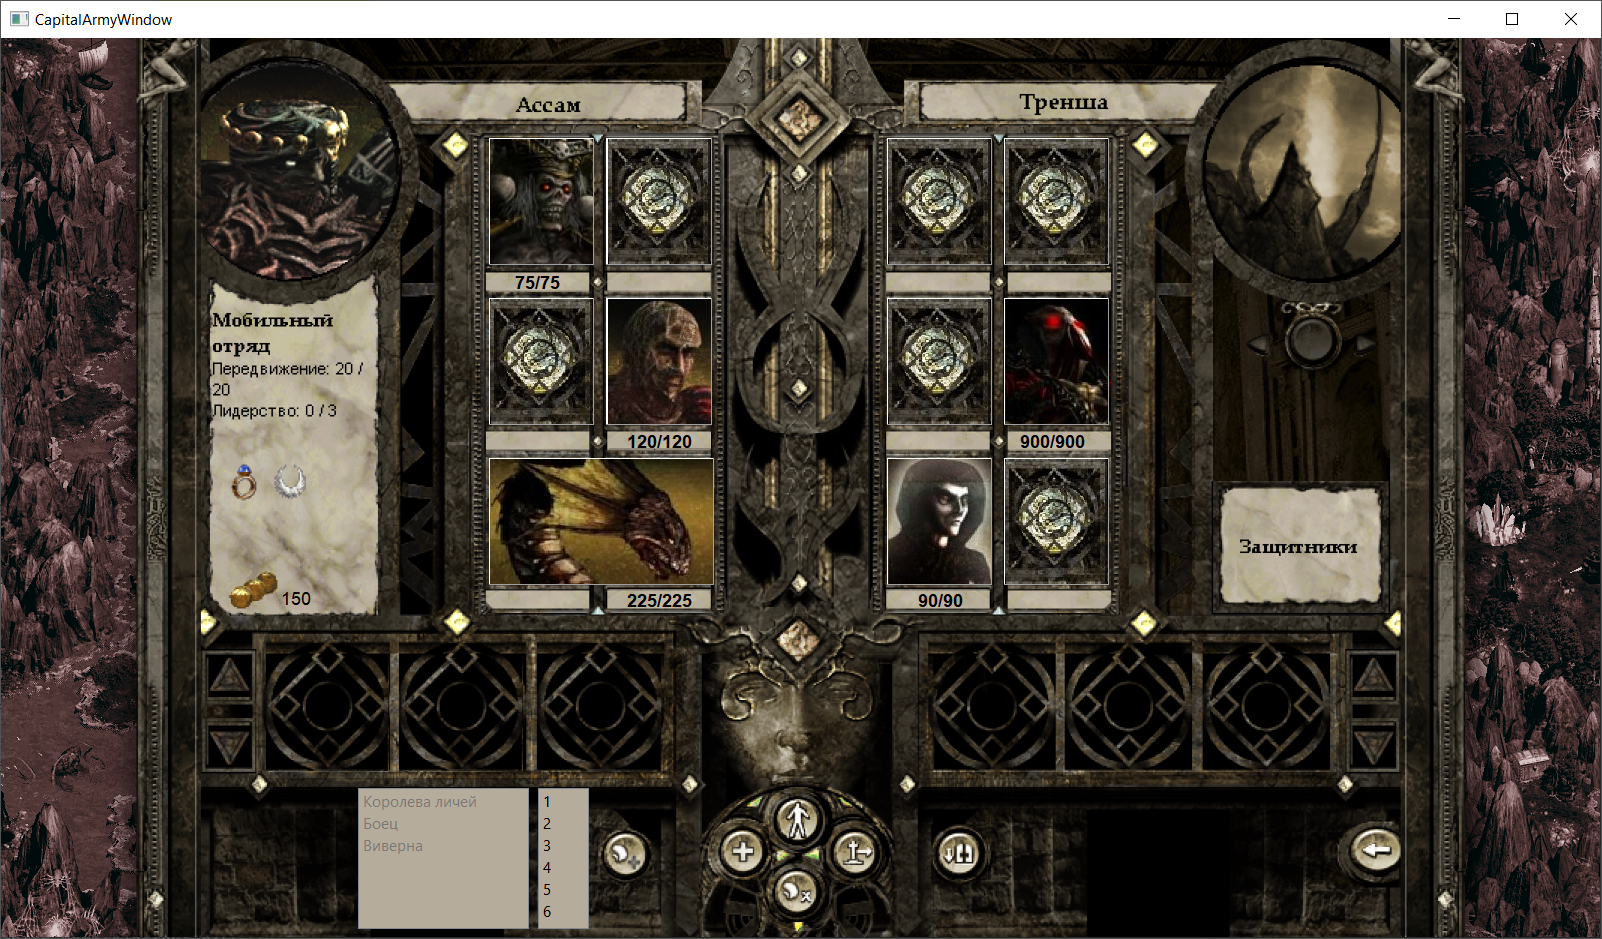 CapitalArmyWindow
Ассам
Тренша
75/75
Мобильный
отряд
Передвижение: 20 /
20
Лидерство: 0 / 3
120/120
900/900
Защитники
150
225/225
90/90
Королева личей
Боец
Виверна
1
2
3
4
5
6